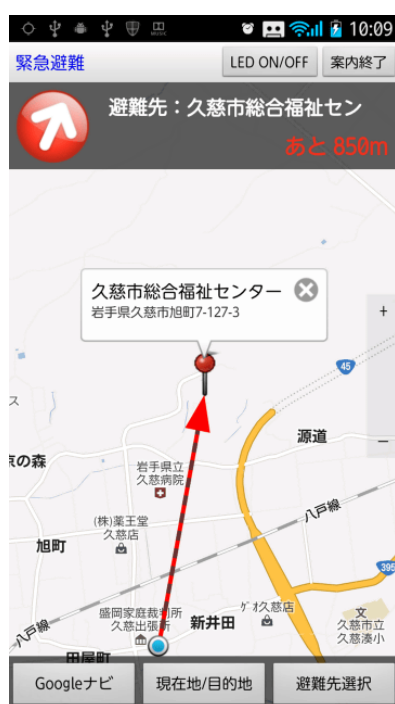 MUSIC
10:09
緊急避難
LED ON/OFF
案内終了
避難先：久慈市総合福祉セン
あと 850m
久慈市総合福祉センター
岩手県久慈市旭町7-127-3
+
45
ス
源道
–
の森
岩手県立
久慈病院
八戸線
(株)薬王堂
久慈店
旭町
395
盛岡家庭裁判所
久慈出張所
新井田
ゲオ久慈店
文
久慈市立
久慈湊小
八戸線
田屋町
Googleナビ
現在地/目的地
避難先選択